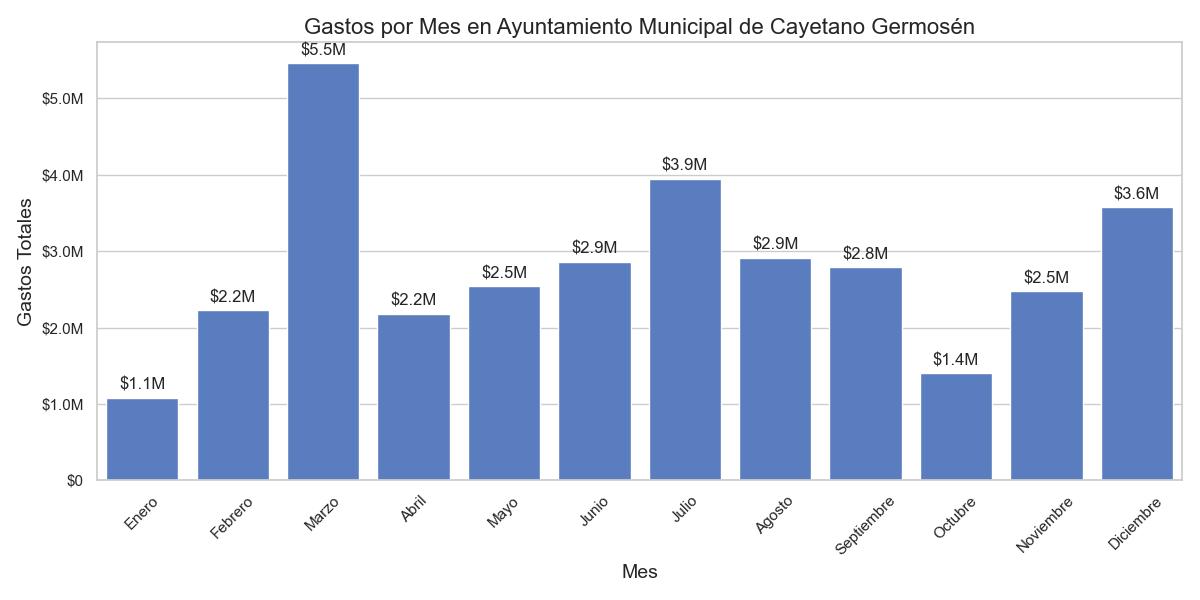 Gastos por Mes en Ayuntamiento Municipal de Cayetano Germosén
$5.5M
$5.0M
$3.9M
$4.0M
$3.6M
$3.0M
$2.9M
$2.9M
$2.8M
$2.5M
$2.5M
$2.2M
$2.2M
$2.0M
$1.4M
$1.1M
$1.0M
$0
Gastos Totales
Enero
Febrero
Marzo
Abril
Mayo
Junio
Julio
Agosto
Septiembre
Octubre
Noviembre
Diciembre
Mes